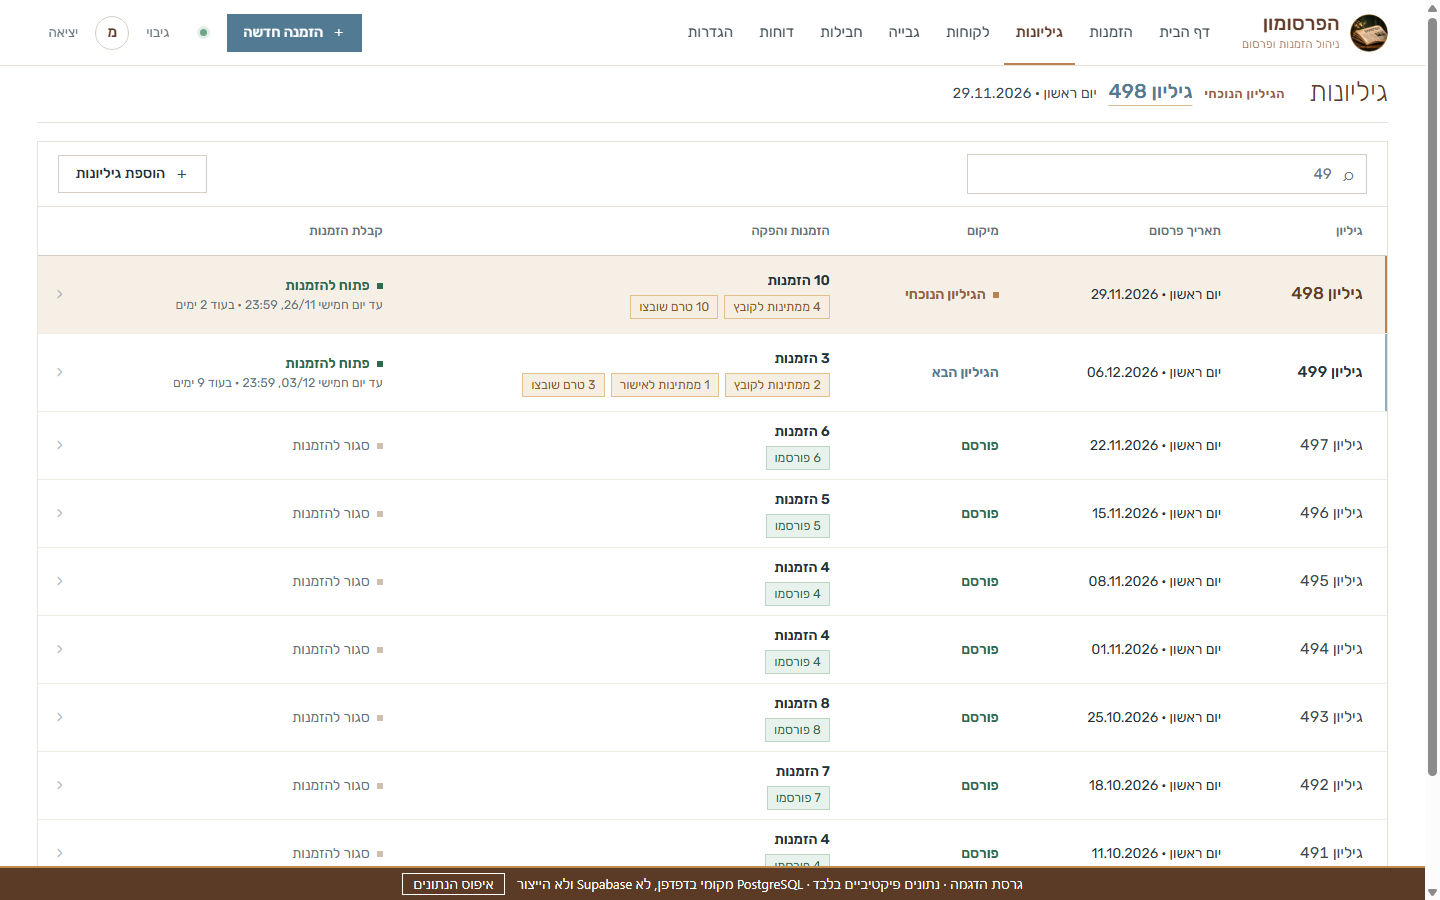 הפרסומון
ניהול הזמנות ופרסום
דף הבית
הזמנות
גיליונות
לקוחות
גבייה
חבילות
דוחות
הגדרות
+ הזמנה חדשה
גיבוי
מ
יציאה
גיליונות
הגיליון הנוכחי
גיליון 498
יום ראשון • 29.11.2026
49
+ הוספת גיליונות
גיליון
תאריך פרסום
מיקום
הזמנות והפקה
קבלת הזמנות
גיליון 498
יום ראשון • 29.11.2026
הגיליון הנוכחי
10 הזמנות
4 ממתינות לקובץ
10 טרם שובצו
פתוח להזמנות
עד יום חמישי 26/11, 23:59 • בעוד 2 ימים
גיליון 499
יום ראשון • 06.12.2026
הגיליון הבא
3 הזמנות
2 ממתינות לקובץ
1 ממתינות לאישור
3 טרם שובצו
פתוח להזמנות
עד יום חמישי 03/12, 23:59 • בעוד 9 ימים
גיליון 497
יום ראשון • 22.11.2026
פורסם
6 הזמנות
6 פורסמו
סגור להזמנות
גיליון 496
יום ראשון • 15.11.2026
פורסם
5 הזמנות
5 פורסמו
סגור להזמנות
גיליון 495
יום ראשון • 08.11.2026
פורסם
4 הזמנות
4 פורסמו
סגור להזמנות
גיליון 494
יום ראשון • 01.11.2026
פורסם
4 הזמנות
4 פורסמו
סגור להזמנות
גיליון 493
יום ראשון • 25.10.2026
פורסם
8 הזמנות
8 פורסמו
סגור להזמנות
גיליון 492
יום ראשון • 18.10.2026
פורסם
7 הזמנות
7 פורסמו
סגור להזמנות
גיליון 491
יום ראשון • 11.10.2026
פורסם
4 הזמנות
4 פורסמו
סגור להזמנות
גרסת הדגמה · נתונים פיקטיביים בלבד · PostgreSQL מקומי בדפדפן, לא Supabase ולא הייצור
איפוס הנתונים